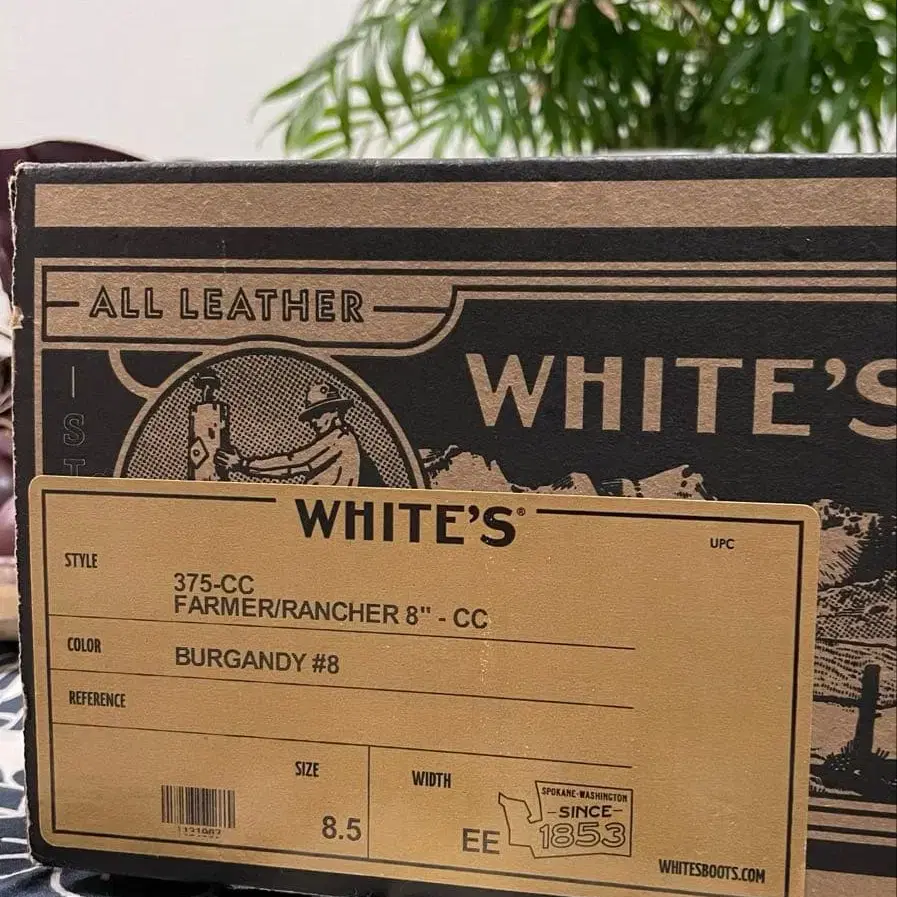 ALL LEATHER
WHITE'S
IST
WHITE'S®
UPC
STYLE
375-CC
FARMER/RANCHER 8" - CC
COLOR
BURGANDY #8
REFERENCE
SIZE
8.5
WIDTH
EE
SPOKANE-WASHINGTON
-SINCE-
1853
WHITESBOOTS.COM